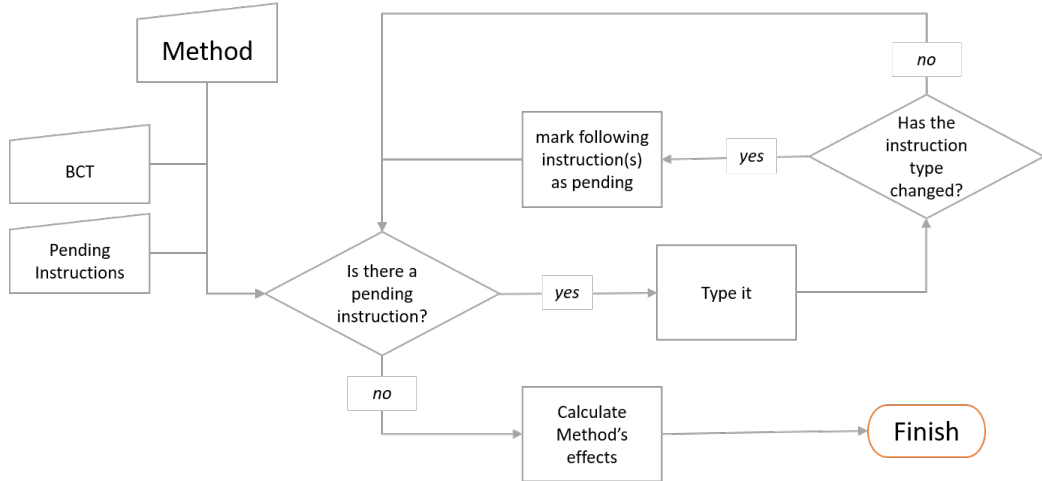 Method
no
mark following
instruction(s)
as pending
yes
Has the
instruction
type
changed?
BCT
Pending
Instructions
Is there a
pending
instruction?
yes
Type it
no
Calculate
Method’s
effects
Finish